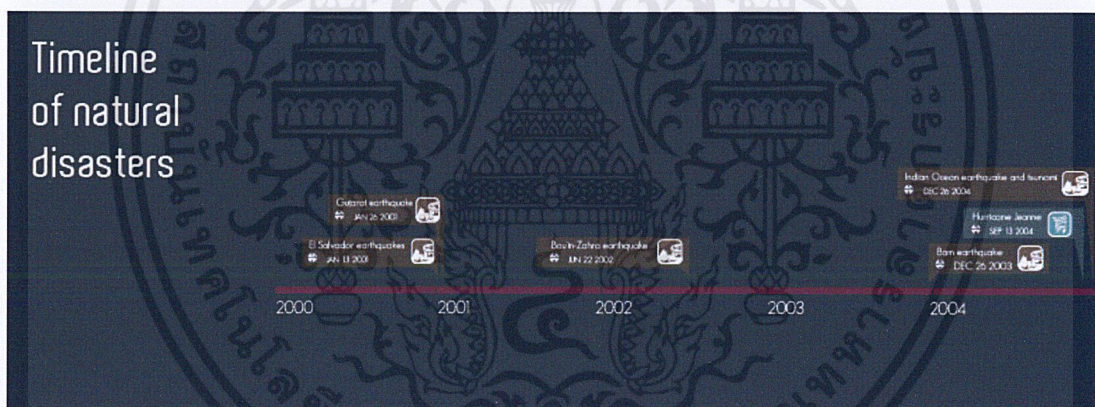 Timeline
of natural
disasters
Indian Ocean earthquake and tsunami
DEC 26 2004
Gujarat earthquake
JAN 26 2001
Hurricane Jeanne
SEP 13 2004
El Salvador earthquakes
JAN 13 2001
Bou'in-Zahra earthquake
JUN 22 2002
Bam earthquake
DEC 26 2003
2000
2001
2002
2003
2004